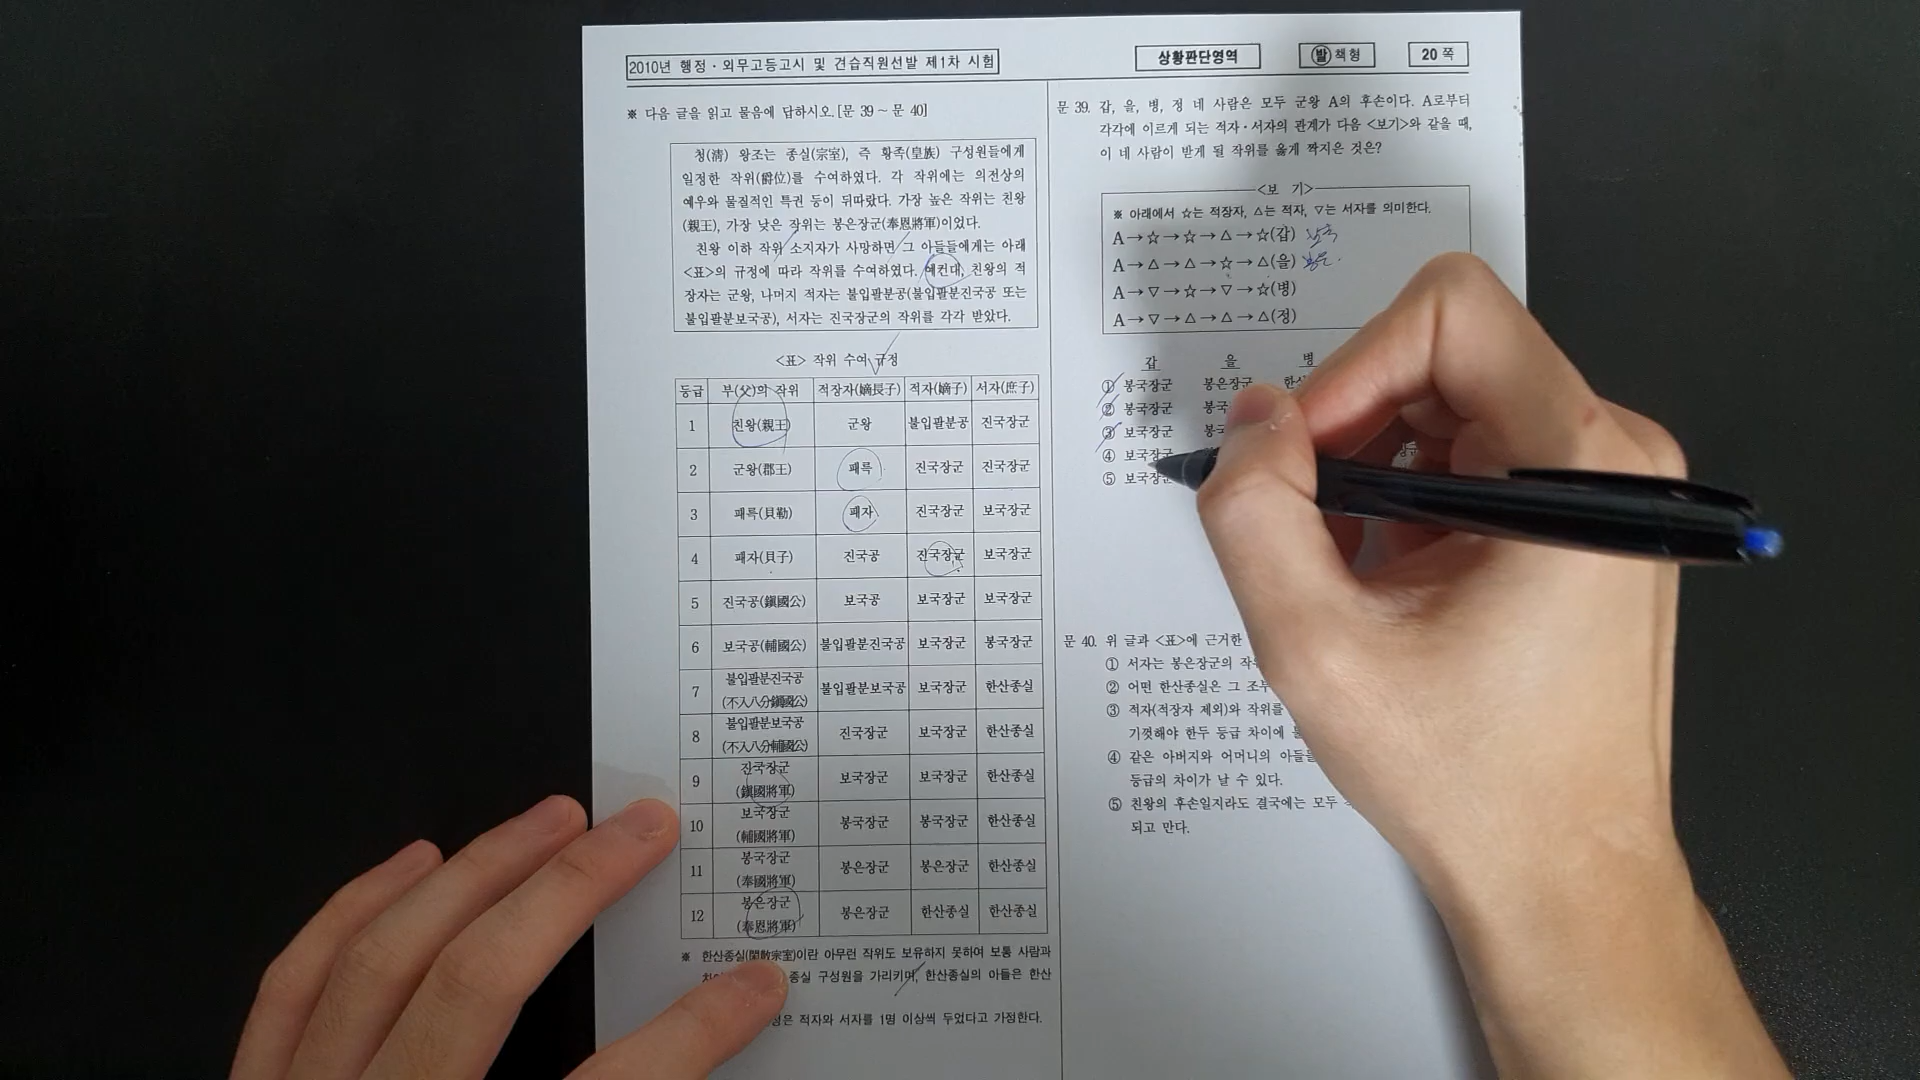 2010년 행정·외무고등고시 및 견습직원선발 제1차 시험
상황판단영역
발 책형
20 쪽
※ 다음 글을 읽고 물음에 답하시오. [문 39 ~ 문 40]
청(淸) 왕조는 종실(宗室), 즉 황족(皇族) 구성원들에게
일정한 작위(爵位)를 수여하였다. 각 작위에는 의전상의
예우와 물질적인 특권 등이 뒤따랐다. 가장 높은 작위는 친왕
(親王), 가장 낮은 작위는 봉은장군(奉恩將軍)이었다.
친왕 이하 작위 소지자가 사망하면 그 아들들에게는 아래
<표>의 규정에 따라 작위를 수여하였다. 예컨대, 친왕의 적
장자는 군왕, 나머지 적자는 불입팔분공(불입팔분진국공 또는
불입팔분보국공), 서자는 진국장군의 작위를 각각 받았다.
<표> 작위 수여 규정
등급 부(父)의 작위 적장자(嫡長子) 적자(嫡子) 서자(庶子)
1 친왕(親王) 군왕 불입팔분공 진국장군
2 군왕(郡王) 패륵 진국장군 진국장군
3 패륵(貝勒) 패자 진국장군 보국장군
4 패자(貝子) 진국공 진국장군 보국장군
5 진국공(鎭國公) 보국공 보국장군 보국장군
6 보국공(輔國公) 불입팔분진국공 보국장군 봉국장군
7 불입팔분진국공 (不入八分鎭國公) 불입팔분보국공 보국장군 한산종실
8 불입팔분보국공 (不入八分輔國公) 진국장군 보국장군 한산종실
9 진국장군 (鎭國將軍) 보국장군 보국장군 한산종실
10 보국장군 (輔國將軍) 봉국장군 봉국장군 한산종실
11 봉국장군 (奉國將軍) 봉은장군 봉은장군 한산종실
12 봉은장군 (奉恩將軍) 봉은장군 한산종실 한산종실
※ 한산종실(閑散宗室)이란 아무런 작위도 보유하지 못하여 보통 사람과
종실 구성원을 가리키며, 한산종실의 아들은 한산
적자와 서자를 1명 이상씩 두었다고 가정한다.
문 39. 갑, 을, 병, 정 네 사람은 모두 군왕 A의 후손이다. A로부터
각각에 이르게 되는 적자·서자의 관계가 다음 <보기>와 같을 때,
이 네 사람이 받게 될 작위를 옳게 짝지은 것은?
<보 기>
※ 아래에서 ☆는 적장자, △는 적자, ▽는 서자를 의미한다.
A→☆→☆→△→☆(갑)
A→△→△→☆→△(을)
A→▽→☆→▽→☆(병)
A→▽→△→△→△(정)
갑 을 병
① 봉국장군 봉은장군
② 봉국장군
③ 보국장군
④ 보국장군
⑤ 보국장군
문 40. 위 글과 <표>에 근거한
① 서자는 봉은장군의
② 어떤 한산종실은 그
③ 적자(적장자 제외)와 작위를
기껏해야 한두 등급 차이에
④ 같은 아버지와 어머니의
등급의 차이가 날 수 있다.
⑤ 친왕의 후손일지라도 결국에는 모두
되고 만다.